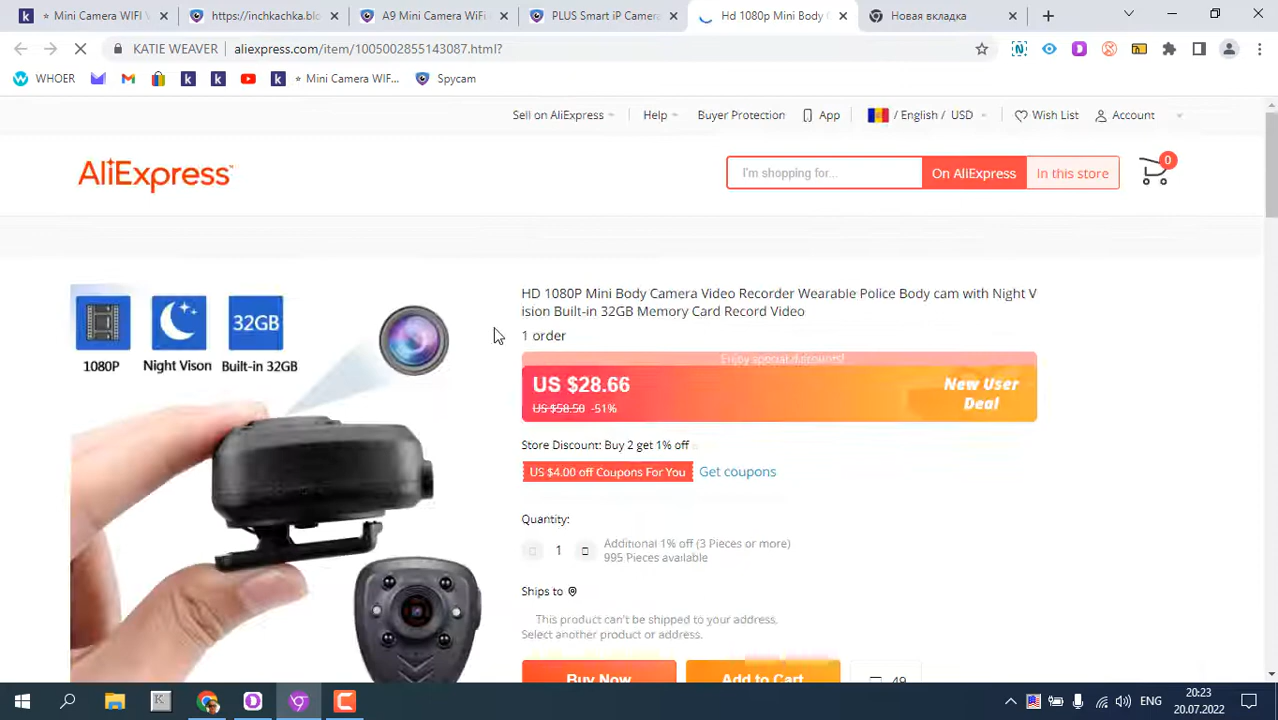 ★ Mini Camera WIFI V
https://inchkachka.blo
A9 Mini Camera WiFi
PLUS Smart iP Camera
Hd 1080p Mini Body C
Новая вкладка
KATIE WEAVER
aliexpress.com/item/1005002855143087.html?
WHOER
★ Mini Camera WIF...
Spycam
Sell on AliExpress
Help
Buyer Protection
App
/ English / USD
Wish List
Account
AliExpress
I'm shopping for...
On AliExpress
In this store
0
1080P
Night Vison
32GB
Built-in 32GB
HD 1080P Mini Body Camera Video Recorder Wearable Police Body cam with Night V
ision Built-in 32GB Memory Card Record Video
1 order
Enjoy special discounts!
US $28.66
US $58.50 -51%
New User
Deal
Store Discount: Buy 2 get 1% off
US $4.00 off Coupons For You
Get coupons
Quantity:
1
Additional 1% off (3 Pieces or more)
995 Pieces available
Ships to
This product can't be shipped to your address.
Select another product or address.
Buy Now
Add to Cart
49
ENG
20:23
20.07.2022